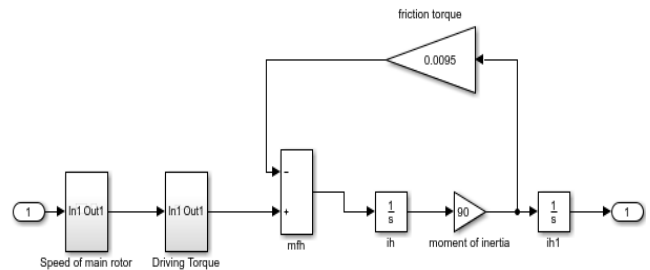 friction torque
0.0095
−
+
1
In1 Out1
In1 Out1
1
s
90
1
s
1
Speed of main rotor
Driving Torque
mfh
ih
moment of inertia
ih1